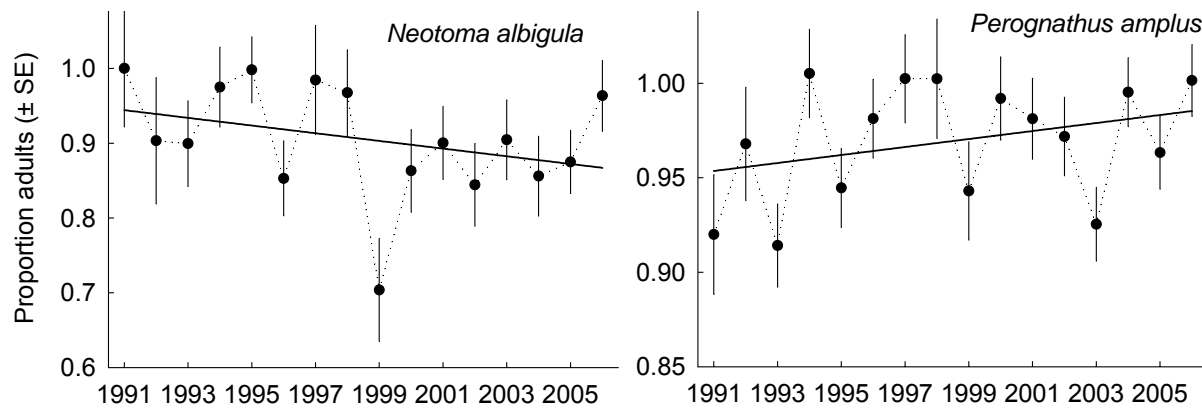 Proportion adults (± SE)
Neotoma albigula
1.0
0.9
0.8
0.7
0.6
1991 1993 1995 1997 1999 2001 2003 2005
Perognathus amplus
1.00
0.95
0.90
0.85
1991 1993 1995 1997 1999 2001 2003 2005